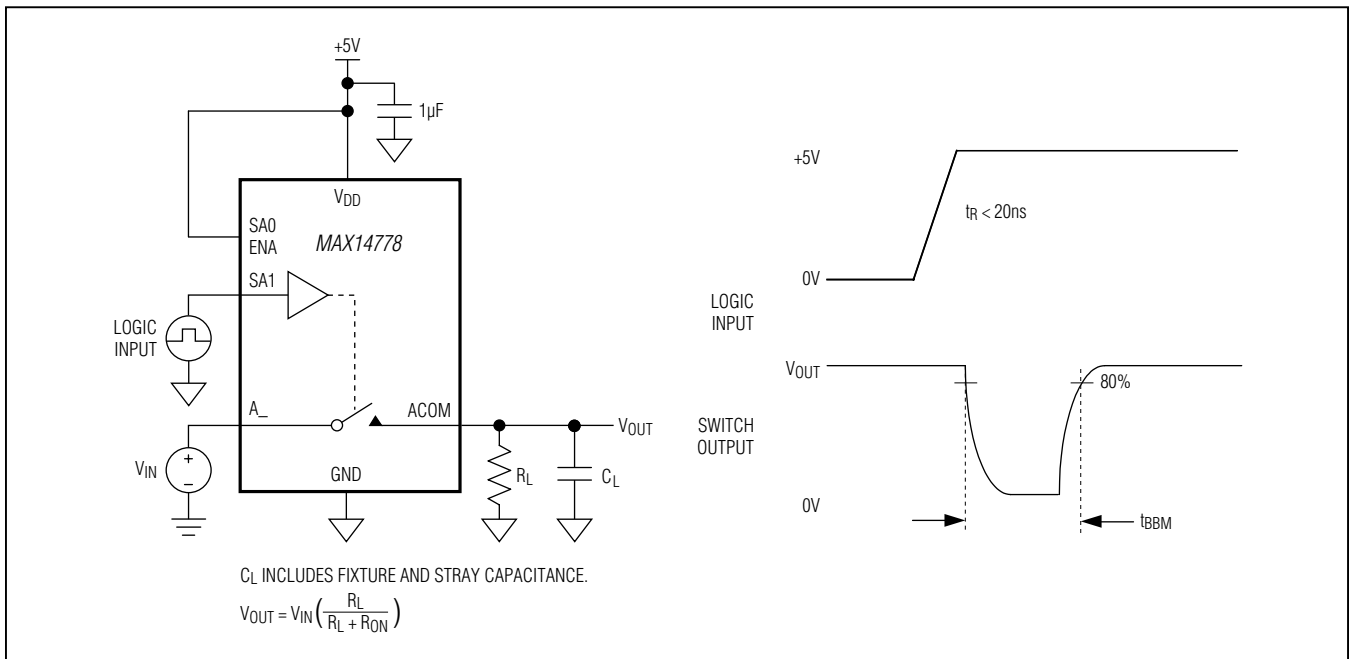 +5V
1µF
VDD
SA0
ENA
MAX14778
SA1
LOGIC
INPUT
A_
ACOM
VOUT
VIN
+
−
GND
RL
CL
CL INCLUDES FIXTURE AND STRAY CAPACITANCE.
VOUT = VIN(RL / RL + RON)
+5V
tR < 20ns
0V
LOGIC
INPUT
VOUT
80%
SWITCH
OUTPUT
0V
tBBM